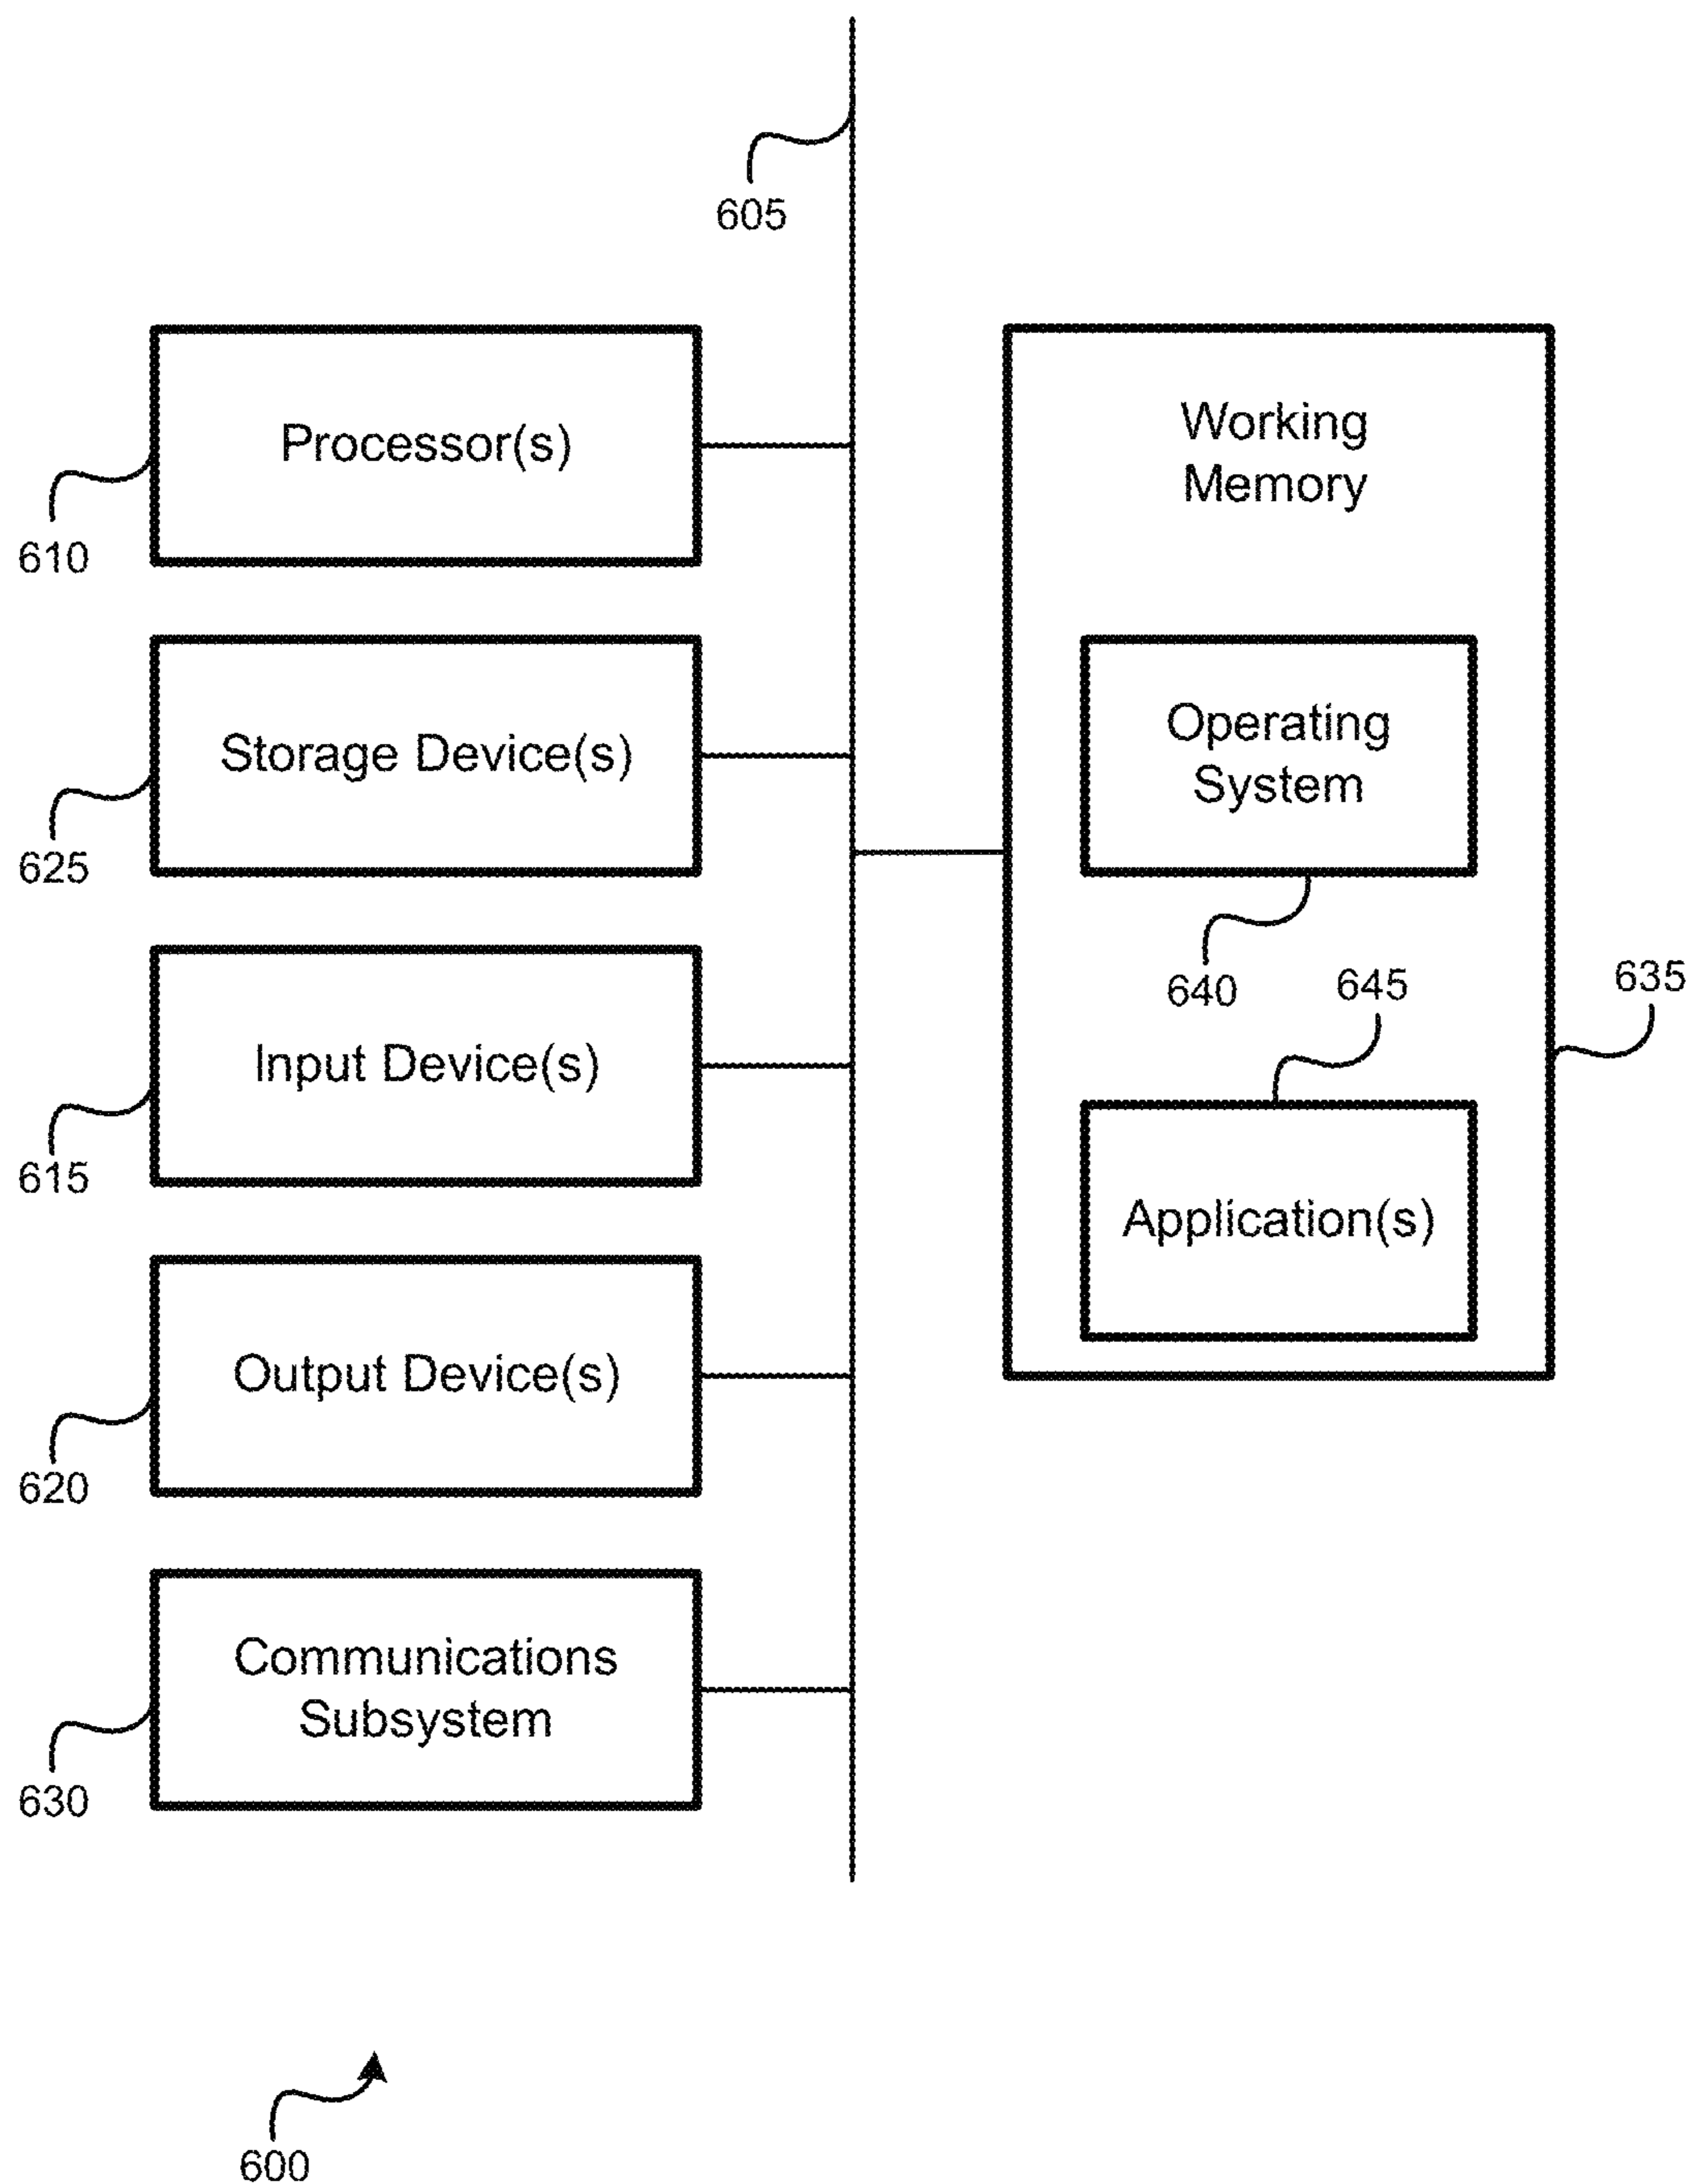 605
Processor(s)
610
Storage Device(s)
625
Input Device(s)
615
Output Device(s)
620
Communications
Subsystem
630
Working
Memory
Operating
System
640
645
635
Application(s)
600